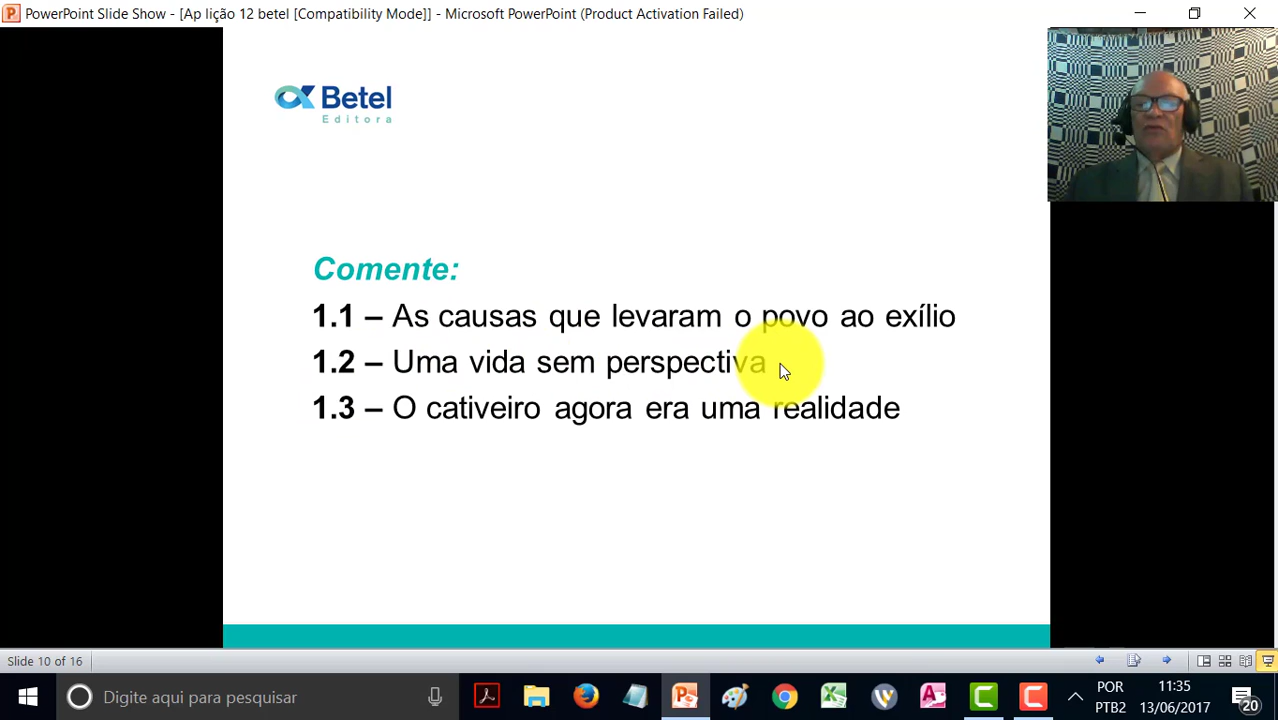 PowerPoint Slide Show - [Ap lição 12 betel [Compatibility Mode]] - Microsoft PowerPoint (Product Activation Failed)
Betel
Editora
Comente:
1.1 – As causas que levaram o povo ao exílio
1.2 – Uma vida sem perspectiva
1.3 – O cativeiro agora era uma realidade
Slide 10 of 16
Digite aqui para pesquisar
POR
PTB2
11:35
13/06/2017
20